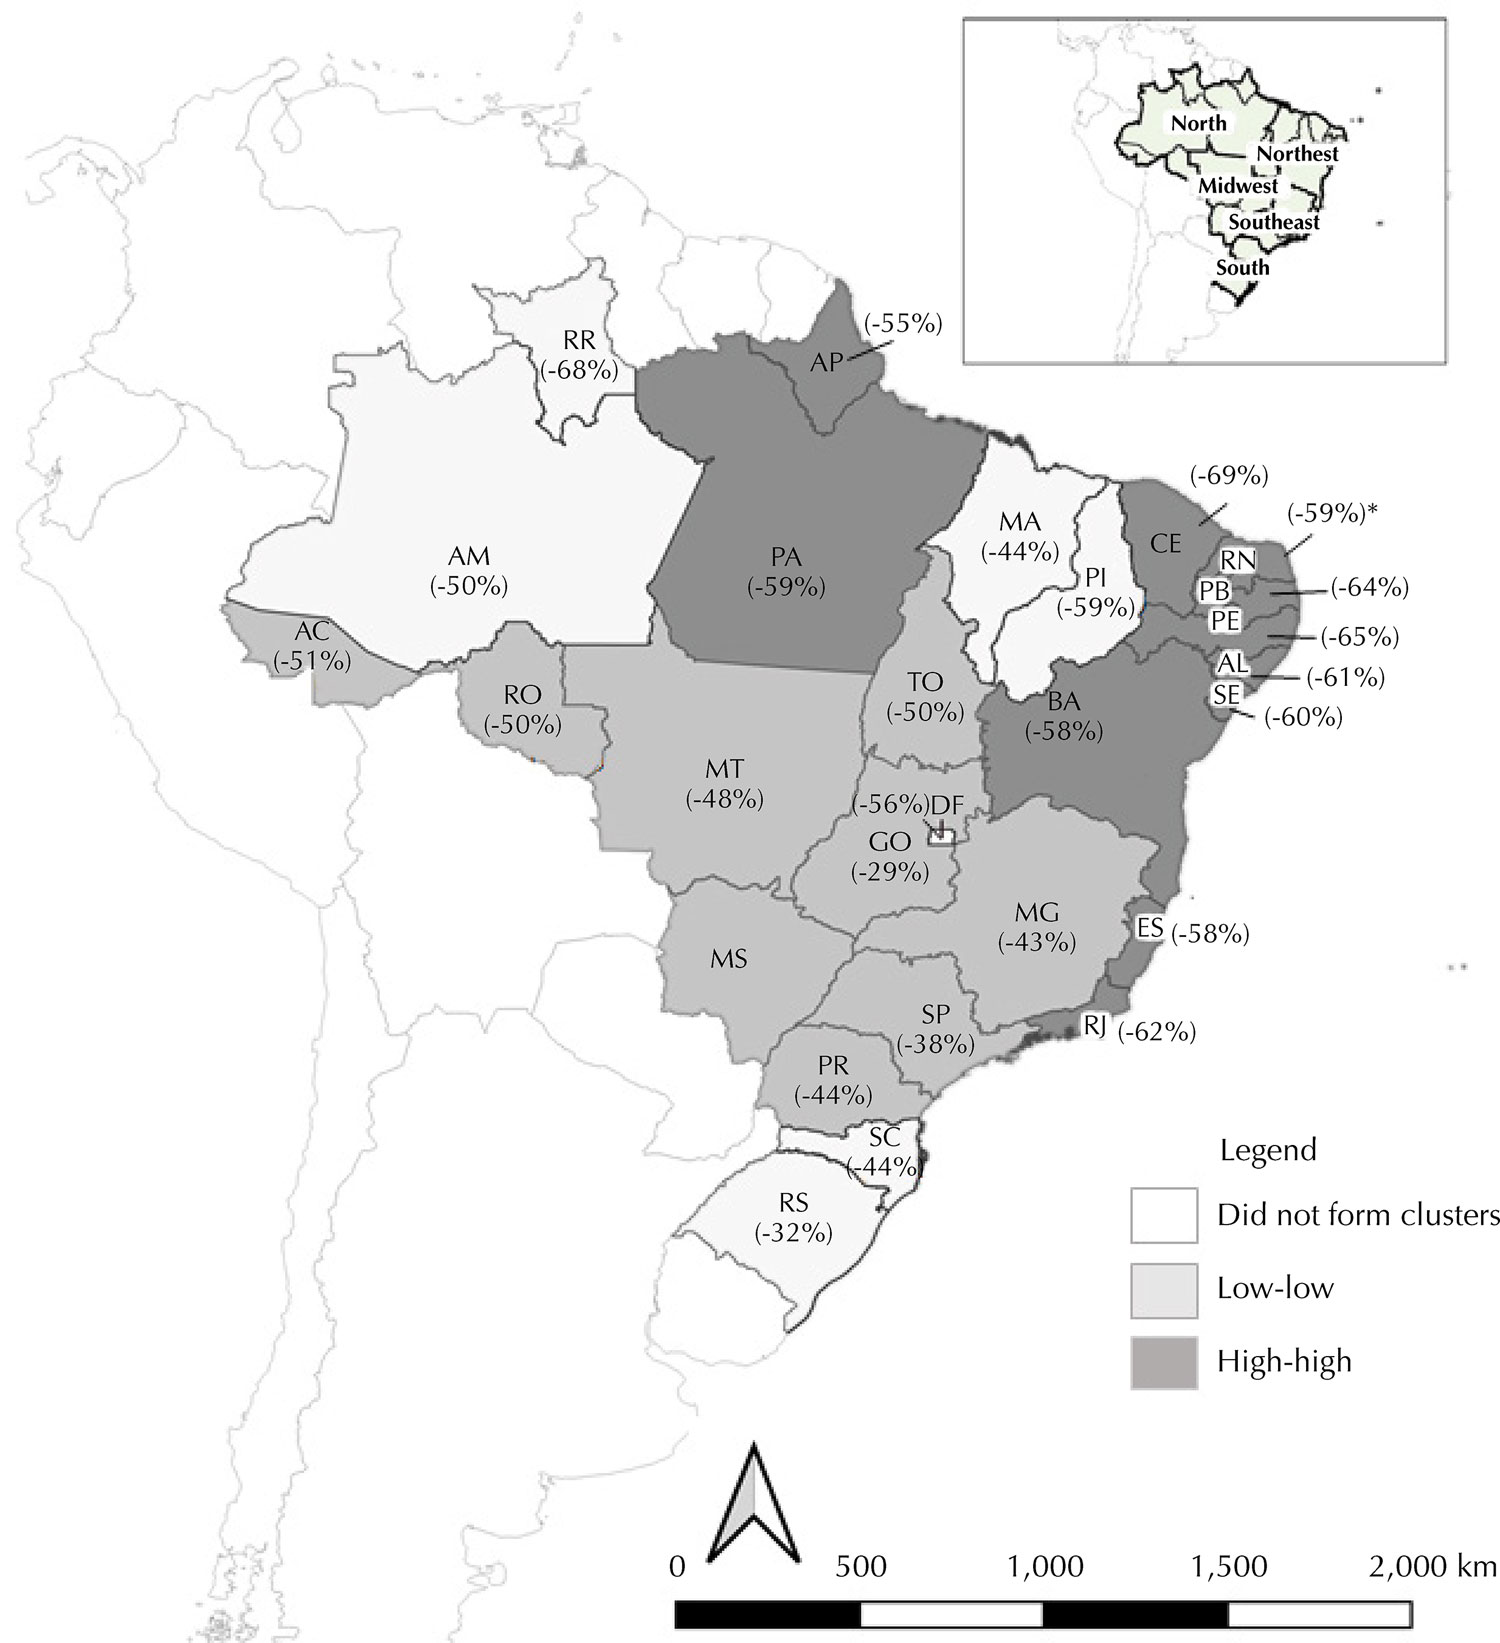 North
Northest
Midwest
Southeast
South
(-55%)
RR
(-68%)
AP
(-69%)
(-59%)*
MA
(-44%)
CE
RN
AM
(-50%)
PA
(-59%)
PI
(-59%)
PB
(-64%)
PE
(-65%)
AC
(-51%)
AL
(-61%)
RO
(-50%)
TO
(-50%)
BA
(-58%)
SE
(-60%)
MT
(-48%)
(-56%) DF
GO
(-29%)
MG
(-43%)
ES (-58%)
MS
SP
(-38%)
RJ (-62%)
PR
(-44%)
SC
(-44%)
RS
(-32%)
Legend
Did not form clusters
Low-low
High-high
0 500 1,000 1,500 2,000 km